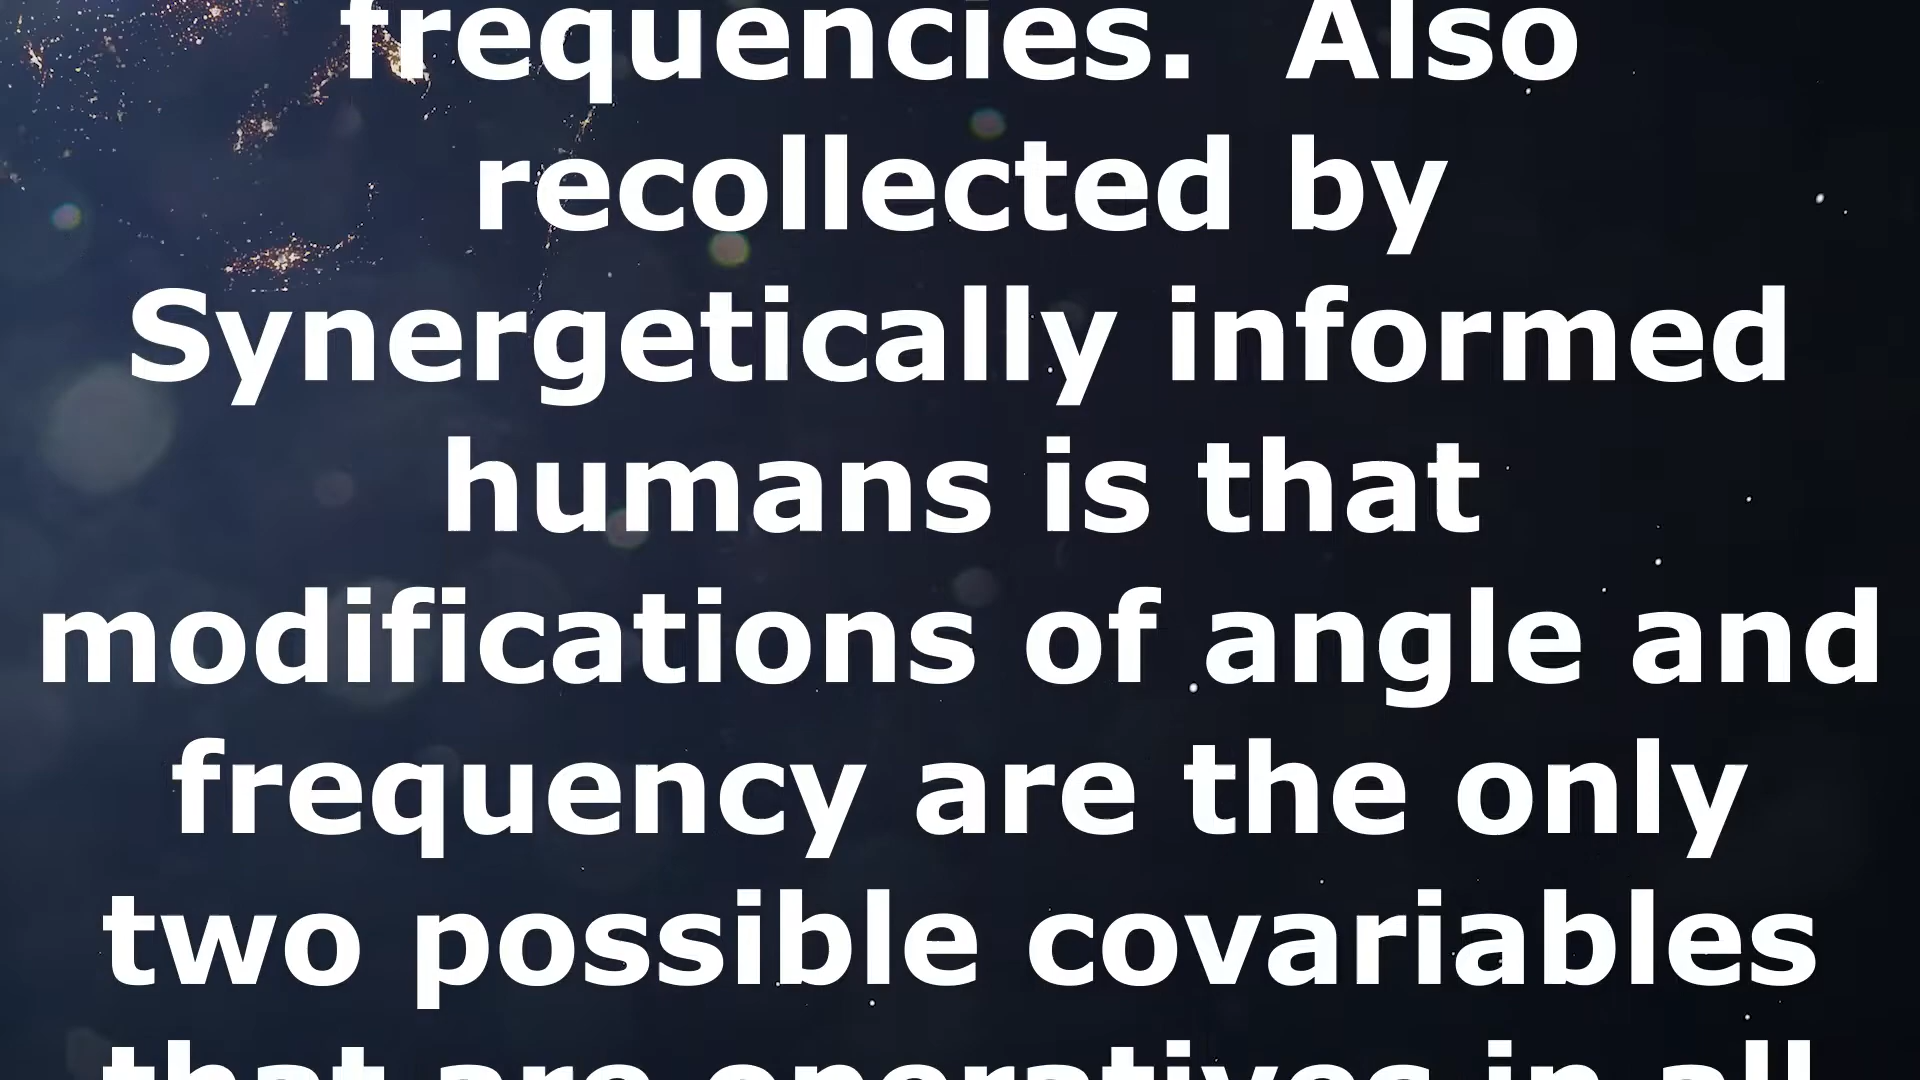 frequencies.  Also
recollected by
Synergetically informed
humans is that
modifications of angle and
frequency are the only
two possible covariables
that are operatives in all